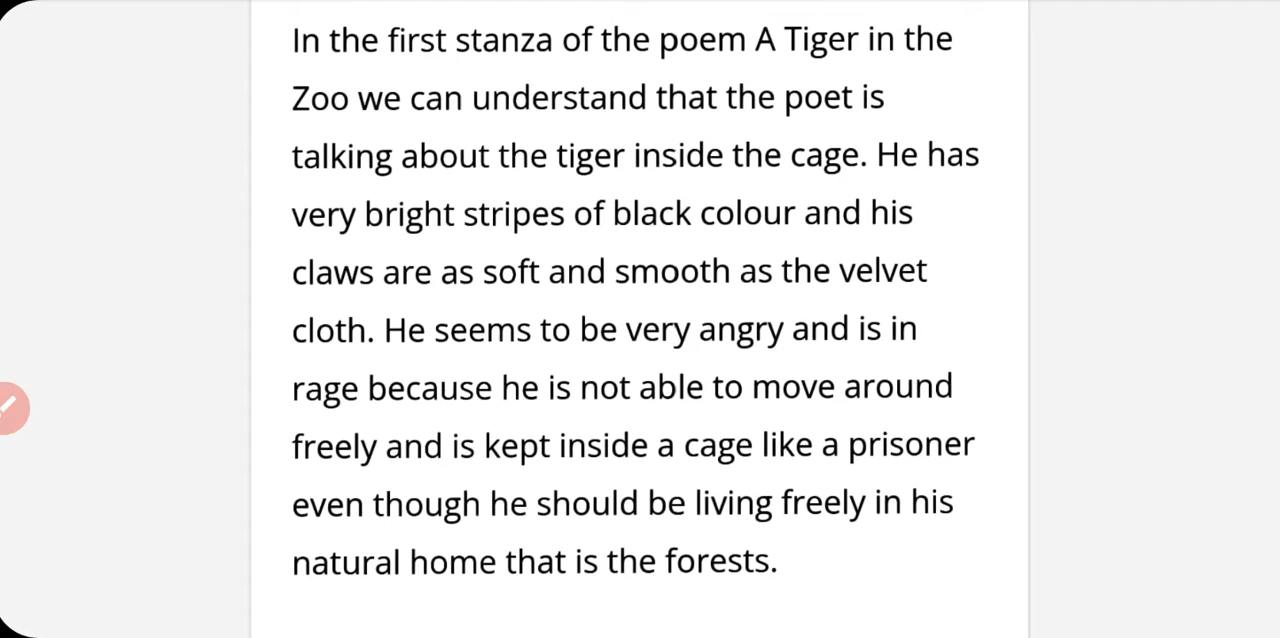 In the first stanza of the poem A Tiger in the
Zoo we can understand that the poet is
talking about the tiger inside the cage. He has
very bright stripes of black colour and his
claws are as soft and smooth as the velvet
cloth. He seems to be very angry and is in
rage because he is not able to move around
freely and is kept inside a cage like a prisoner
even though he should be living freely in his
natural home that is the forests.